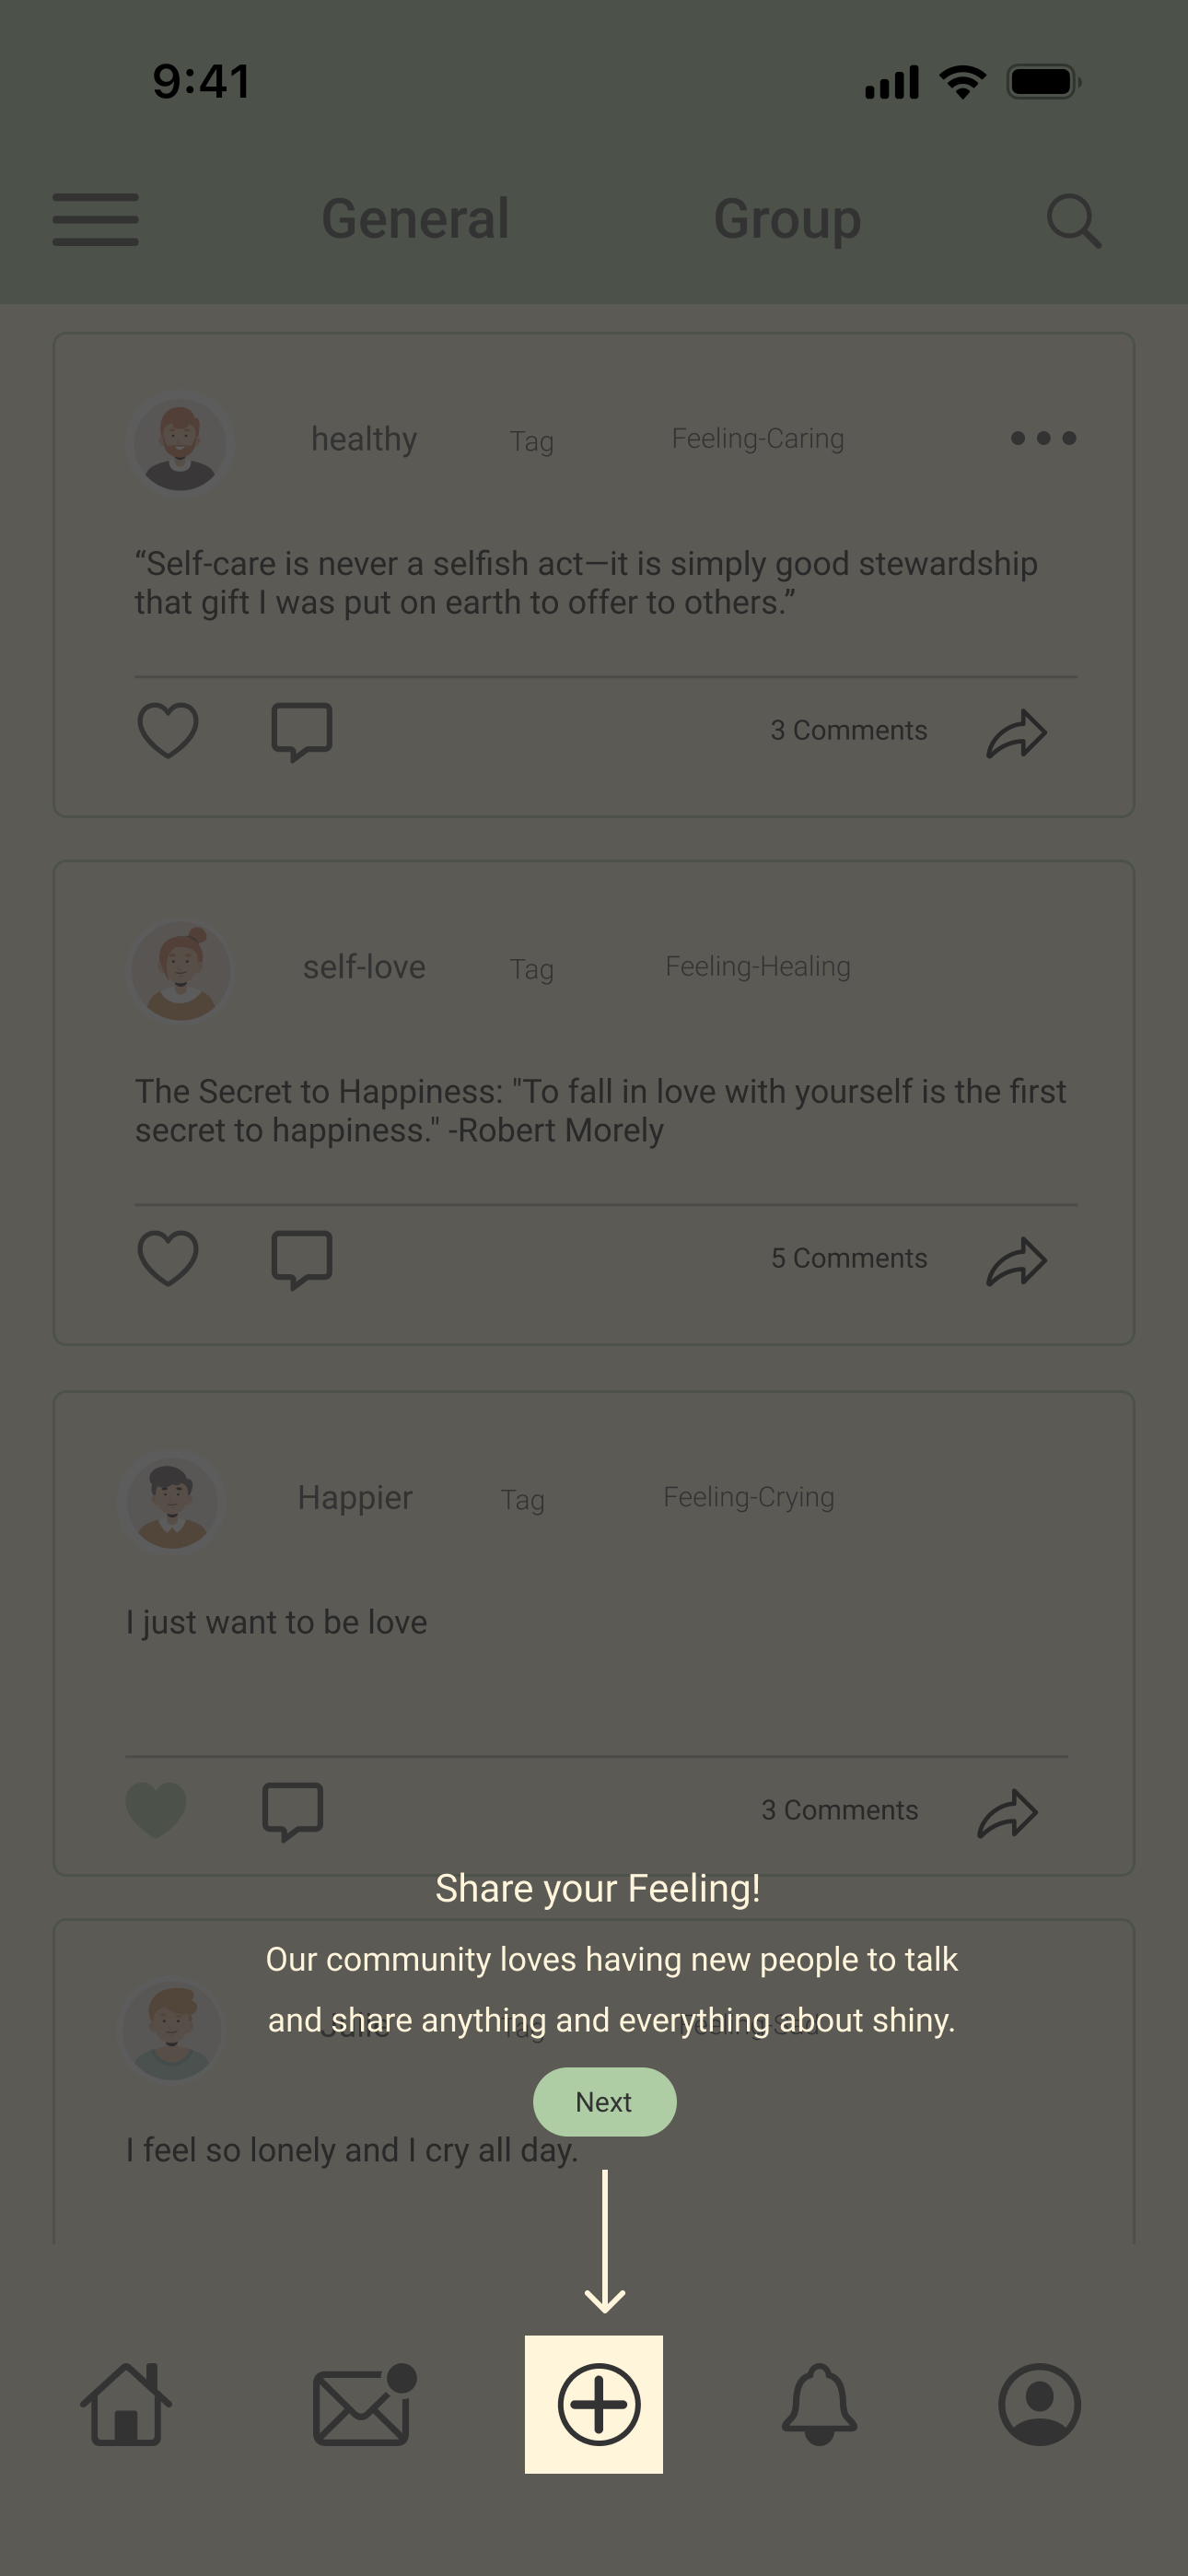 9:41
General Group
healthy Tag Feeling-Caring
“Self-care is never a selfish act—it is simply good stewardship
that gift I was put on earth to offer to others.”
3 Comments
self-love Tag Feeling-Healing
The Secret to Happiness: "To fall in love with yourself is the first
secret to happiness." -Robert Morely
5 Comments
Happier Tag Feeling-Crying
I just want to be love
3 Comments
Share your Feeling!
Our community loves having new people to talk
and share anything and everything about shiny.
Tag
Next
I feel so lonely and I cry all day.